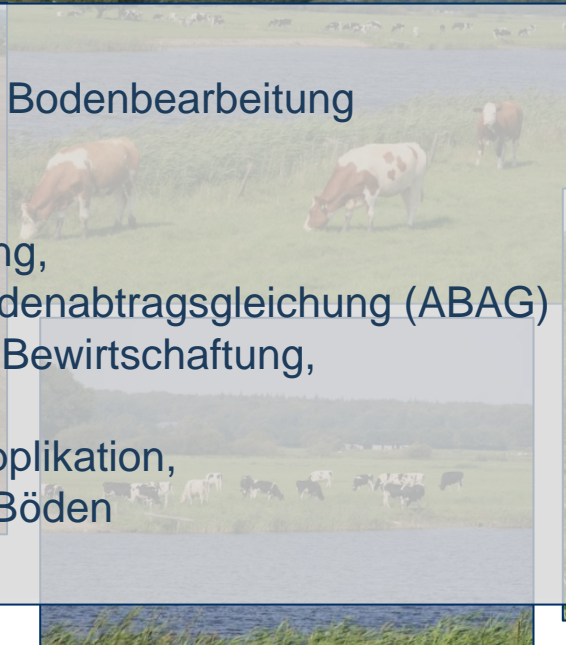 Bodenbearbeitung
ng,
denabtragsgleichung (ABAG)
Bewirtschaftung,
plikation,
Böden